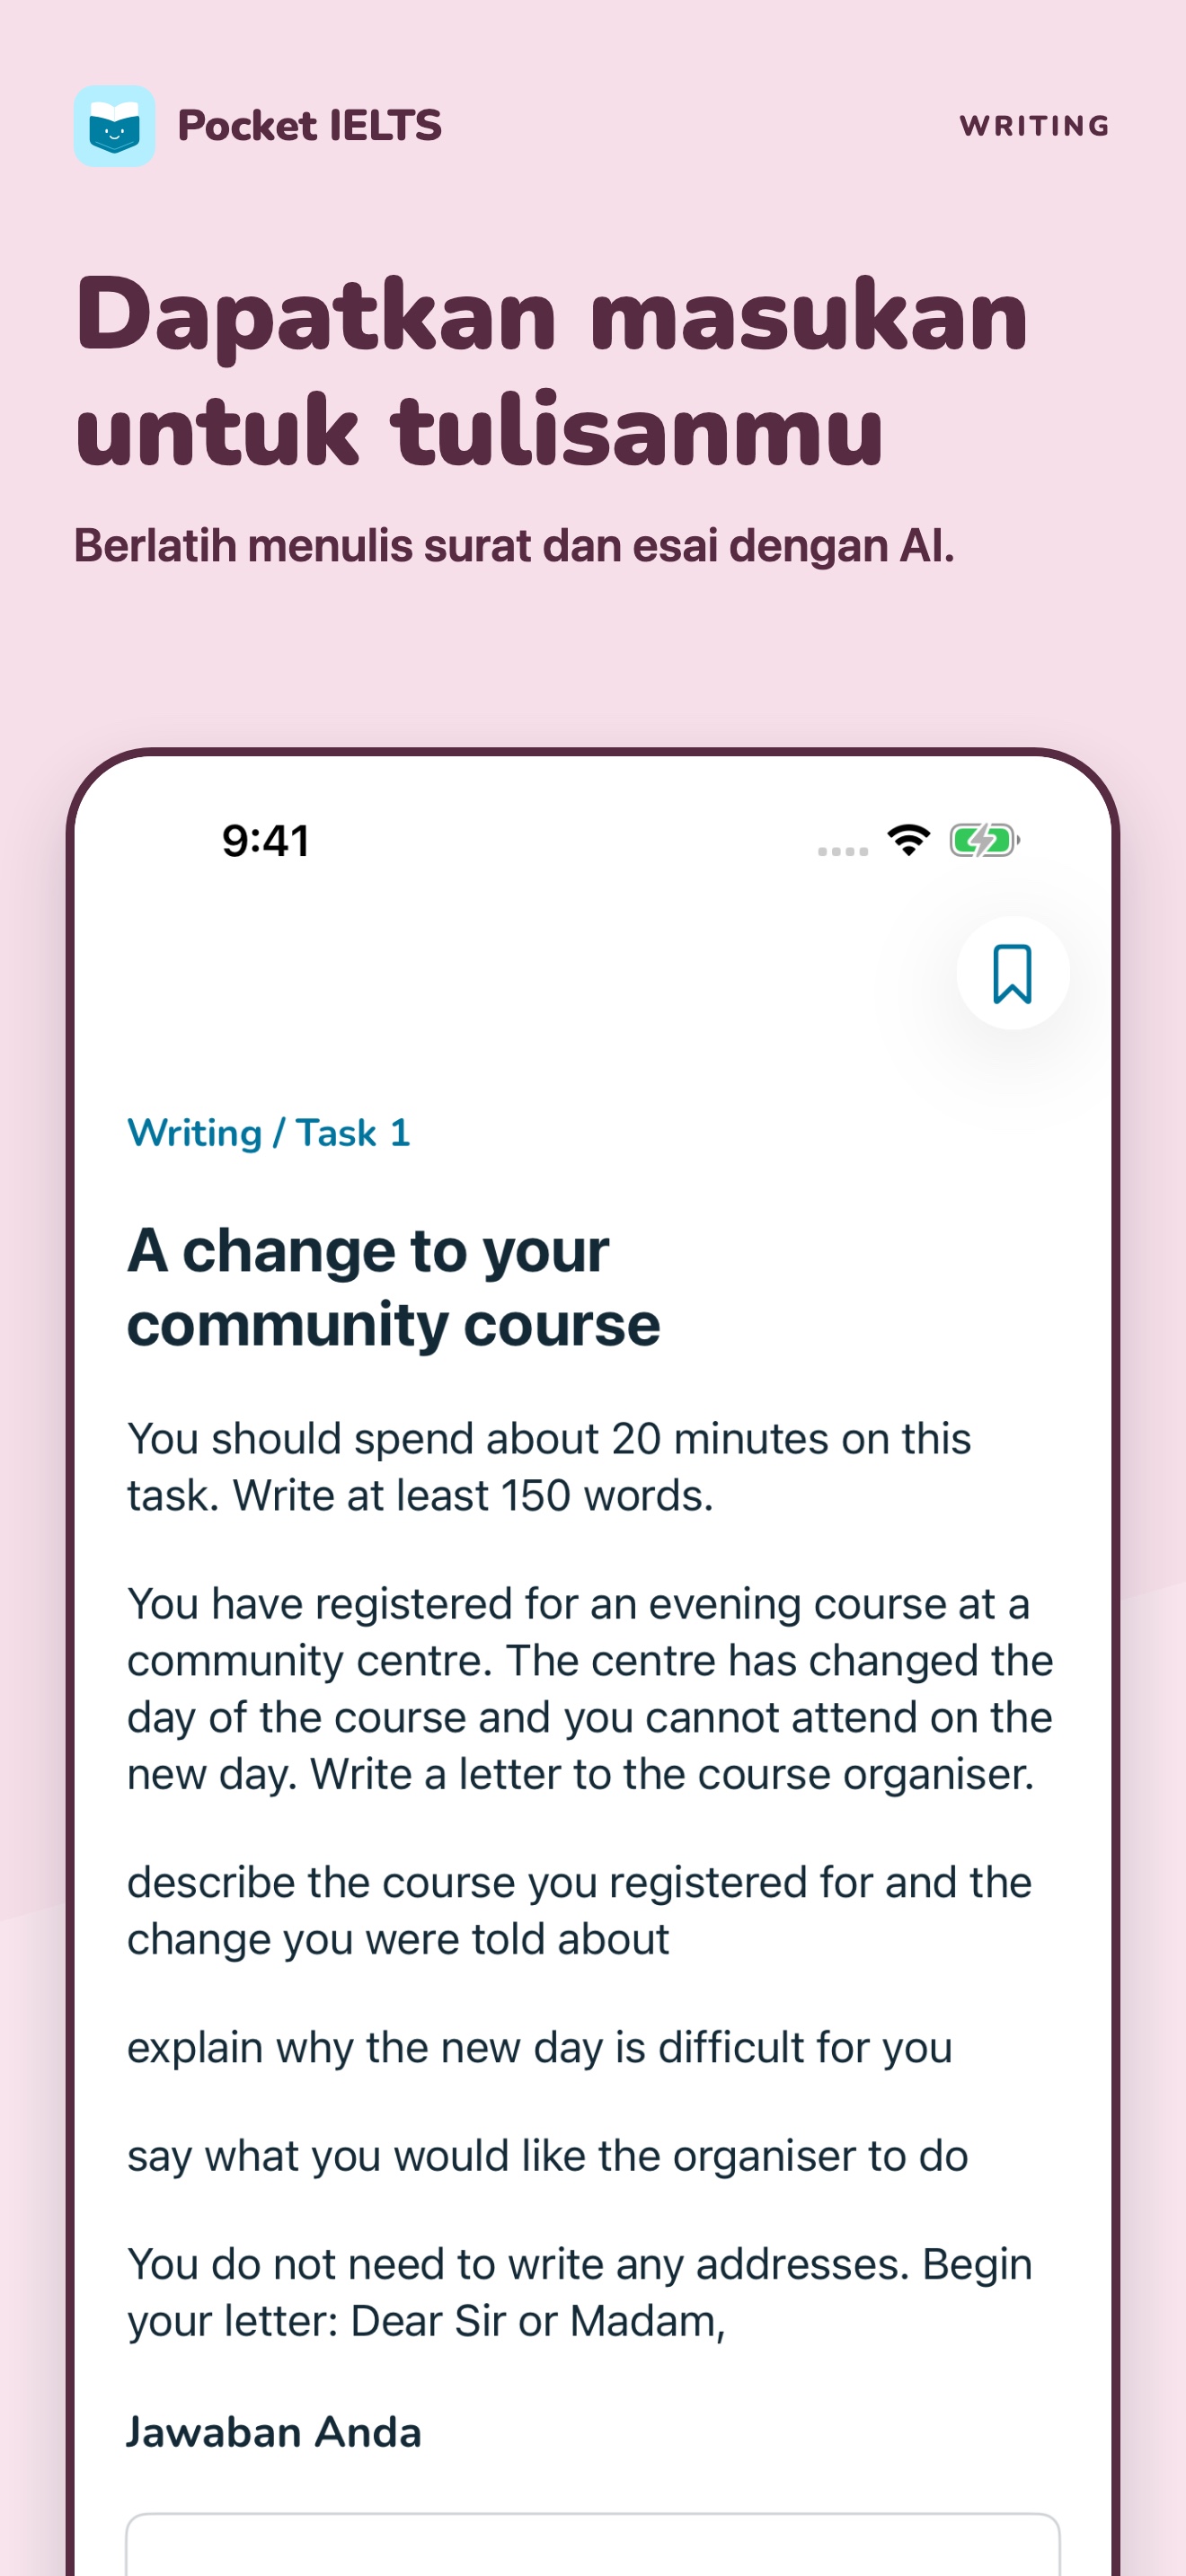 Pocket IELTS
WRITING
Dapatkan masukan
untuk tulisanmu
Berlatih menulis surat dan esai dengan AI.
9:41
Writing / Task 1
A change to your
community course
You should spend about 20 minutes on this
task. Write at least 150 words.
You have registered for an evening course at a
community centre. The centre has changed the
day of the course and you cannot attend on the
new day. Write a letter to the course organiser.
describe the course you registered for and the
change you were told about
explain why the new day is difficult for you
say what you would like the organiser to do
You do not need to write any addresses. Begin
your letter: Dear Sir or Madam,
Jawaban Anda